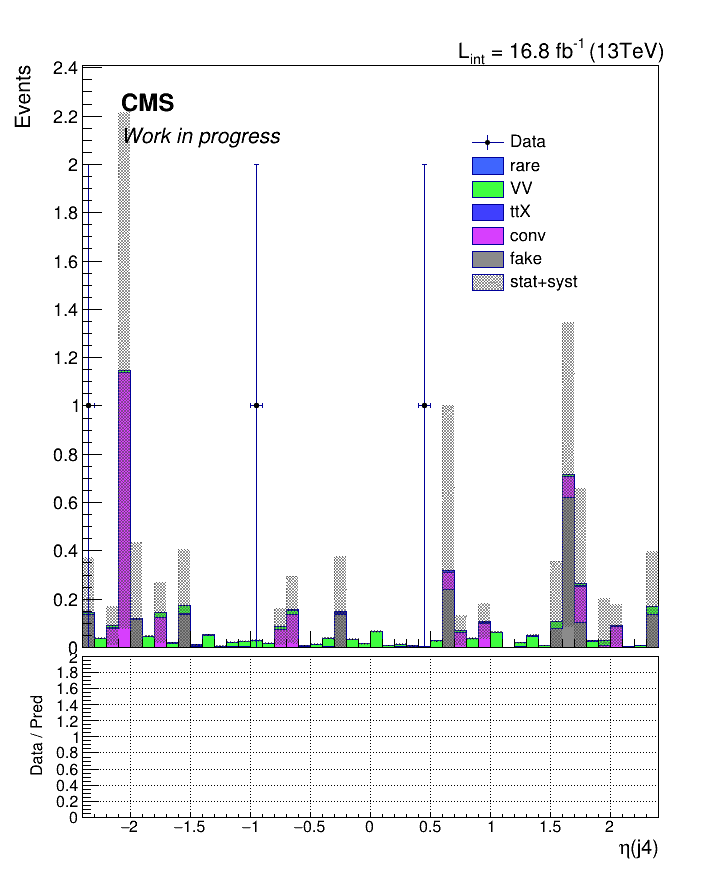 L_int = 16.8 fb^-1 (13TeV)
Events
CMS
Work in progress
Data
rare
VV
ttX
conv
fake
stat+syst
2.4
2.2
2
1.8
1.6
1.4
1.2
1
0.8
0.6
0.4
0.2
0
Data / Pred
2
1.8
1.6
1.4
1.2
1
0.8
0.6
0.4
0.2
0
−2 −1.5 −1 −0.5 0 0.5 1 1.5 2
η(j4)